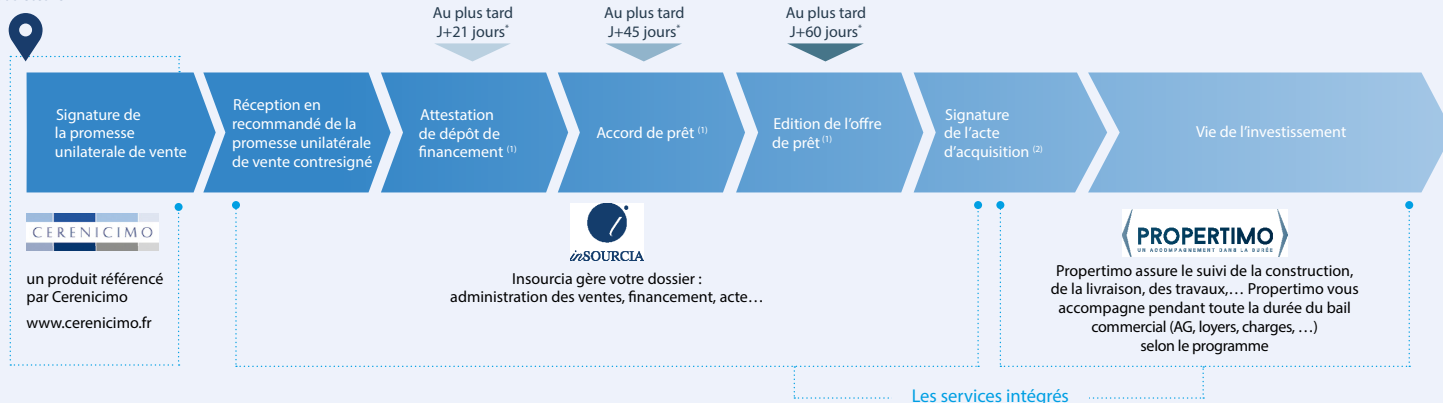 Au plus tard
J+21 jours*
Au plus tard
J+45 jours*
Au plus tard
J+60 jours*
Signature de
la promesse
unilaterale de vente
Réception en
recommandé de la
promesse unilatérale
de vente contresigné
Attestation
de dépôt de
financement (1)
Accord de prêt (1)
Edition de l'offre
de prêt (1)
Signature
de l'acte
d'acquisition (2)
Vie de l'investissement
CERENICIMO
un produit référencé
par Cerenicimo
www.cerenicimo.fr
inSOURCIA
Insourcia gère votre dossier :
administration des ventes, financement, acte…
PROPERTIMO
UN ACCOMPAGNEMENT DANS LA DURÉE
Propertimo assure le suivi de la construction,
de la livraison, des travaux,… Propertimo vous
accompagne pendant toute la durée du bail
commercial (AG, loyers, charges, …)
selon le programme
Les services intégrés